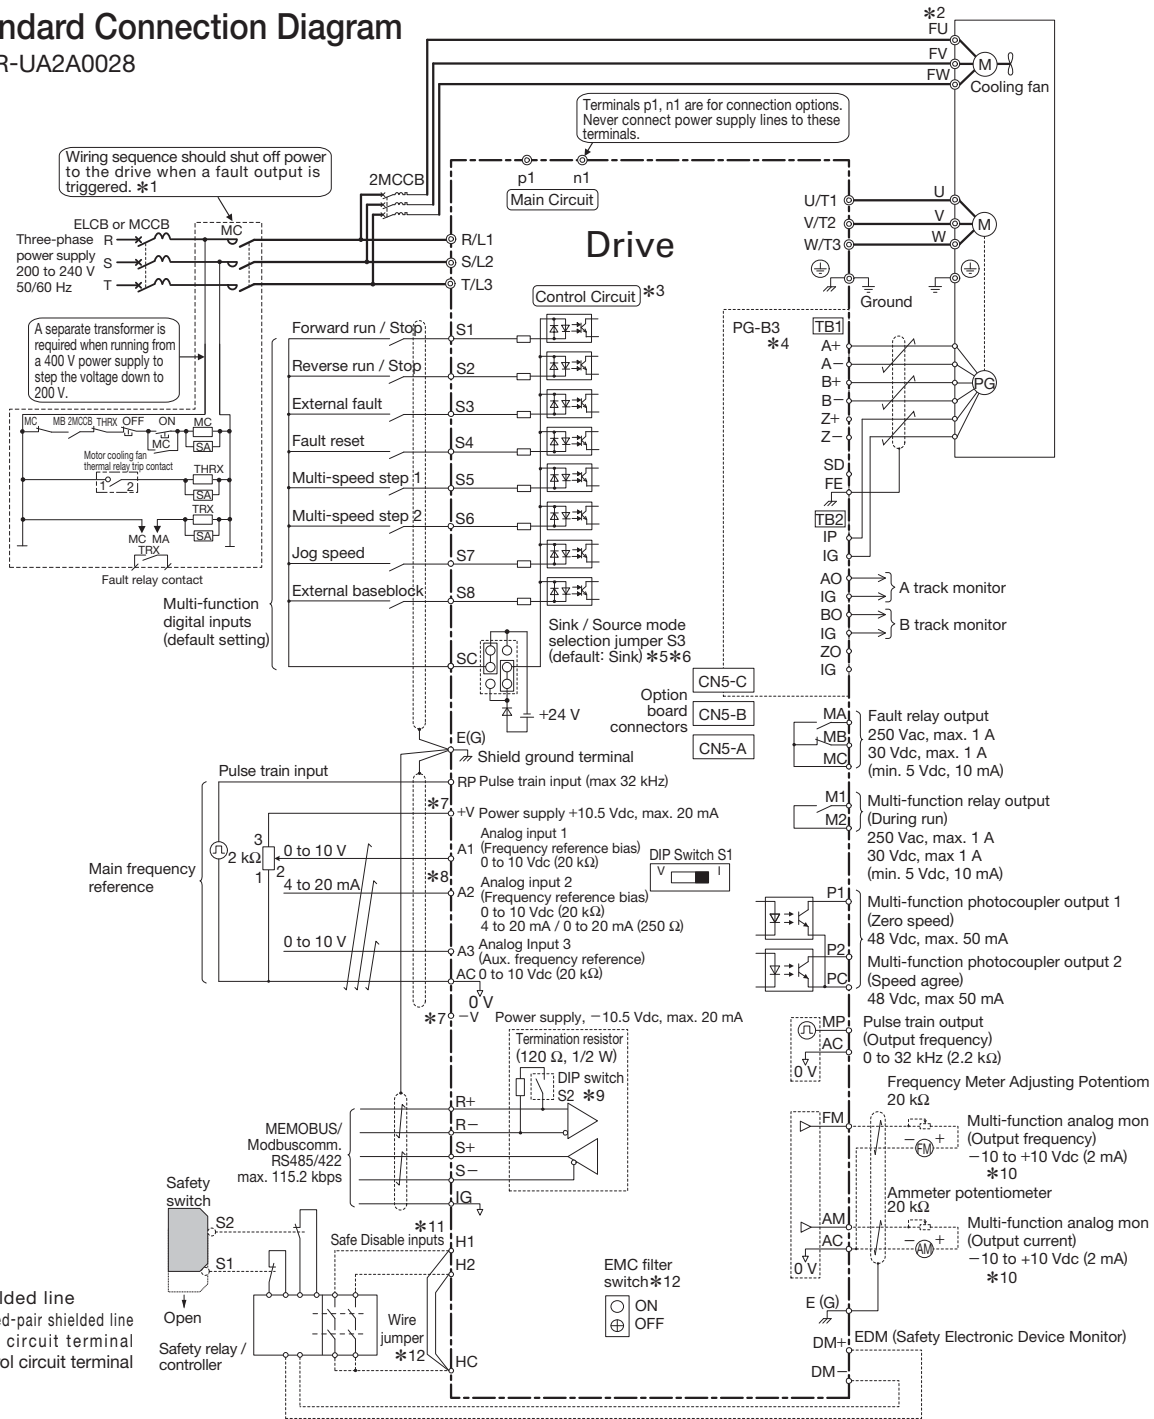 ndard Connection Diagram
R-UA2A0028
*2
FU
FV
FW
M
Cooling fan
Terminals p1, n1 are for connection options.
Never connect power supply lines to these
terminals.
Wiring sequence should shut off power
to the drive when a fault output is
triggered. *1
2MCCB
p1
n1
Main Circuit
ELCB or MCCB
MC
Three-phase
power supply
200 to 240 V
50/60 Hz
R
S
T
R/L1
S/L2
T/L3
Drive
U/T1
V/T2
W/T3
U
V
W
M
Ground
Control Circuit *3
A separate transformer is
required when running from
a 400 V power supply to
step the voltage down to
200 V.
MC
MB
2MCCB
THRX
OFF
ON
MC
MC
SA
Motor cooling fan
thermal relay trip contact
1
2
THRX
SA
TRX
SA
MC
MA
TRX
Fault relay contact
Forward run / Stop
S1
Reverse run / Stop
S2
External fault
S3
Fault reset
S4
Multi-speed step 1
S5
Multi-speed step 2
S6
Jog speed
S7
External baseblock
S8
Multi-function
digital inputs
(default setting)
SC
Sink / Source mode
selection jumper S3
(default: Sink) *5*6
+24 V
PG-B3
*4
TB1
A+
A−
B+
B−
Z+
Z−
PG
SD
FE
TB2
IP
IG
AO
IG
A track monitor
BO
IG
B track monitor
ZO
IG
Option
board
connectors
CN5-C
CN5-B
CN5-A
E(G)
Shield ground terminal
MA
MB
MC
Fault relay output
250 Vac, max. 1 A
30 Vdc, max. 1 A
(min. 5 Vdc, 10 mA)
M1
M2
Multi-function relay output
(During run)
250 Vac, max. 1 A
30 Vdc, max 1 A
(min. 5 Vdc, 10 mA)
Pulse train input
RP Pulse train input (max 32 kHz)
*7
+V Power supply +10.5 Vdc, max. 20 mA
Main frequency
reference
2 kΩ
3
2
1
0 to 10 V
A1
Analog input 1
(Frequency reference bias)
0 to 10 Vdc (20 kΩ)
DIP Switch S1
V
I
4 to 20 mA
*8
A2
Analog input 2
(Frequency reference bias)
0 to 10 Vdc (20 kΩ)
4 to 20 mA / 0 to 20 mA (250 Ω)
0 to 10 V
A3
Analog Input 3
(Aux. frequency reference)
AC 0 to 10 Vdc (20 kΩ)
0 V
*7
−V
Power supply, −10.5 Vdc, max. 20 mA
P1
Multi-function photocoupler output 1
(Zero speed)
48 Vdc, max. 50 mA
P2
PC
Multi-function photocoupler output 2
(Speed agree)
48 Vdc, max 50 mA
MP
AC
0 V
Pulse train output
(Output frequency)
0 to 32 kHz (2.2 kΩ)
Termination resistor
(120 Ω, 1/2 W)
DIP switch
S2 *9
MEMOBUS/
Modbuscomm.
RS485/422
max. 115.2 kbps
R+
R−
S+
S−
IG
Frequency Meter Adjusting Potentiom
20 kΩ
FM
−
+
FM
Multi-function analog mon
(Output frequency)
−10 to +10 Vdc (2 mA)
*10
Ammeter potentiometer
20 kΩ
AM
AC
0 V
−
+
AM
Multi-function analog mon
(Output current)
−10 to +10 Vdc (2 mA)
*10
E (G)
Safety
switch
S2
S1
Open
Safety relay /
controller
*11
Safe Disable inputs
H1
H2
Wire
jumper
*12
HC
EMC filter
switch*12
ON
OFF
DM+
EDM (Safety Electronic Device Monitor)
DM−
lded line
ed-pair shielded line
circuit terminal
ol circuit terminal